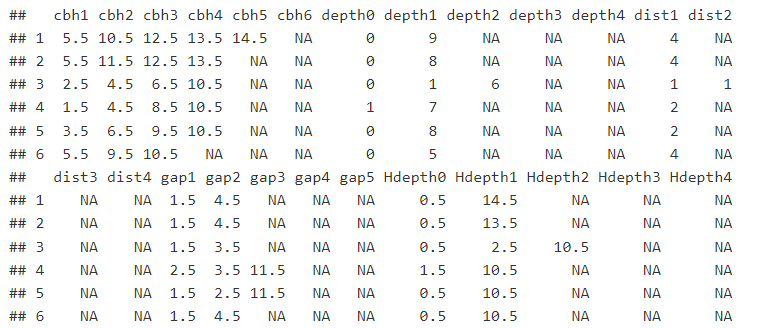 ##   cbh1 cbh2 cbh3 cbh4 cbh5 cbh6 depth0 depth1 depth2 depth3 depth4 dist1 dist2
## 1  5.5 10.5 12.5 13.5 14.5   NA      0      9     NA     NA     NA     4    NA
## 2  5.5 11.5 12.5 13.5   NA   NA      0      8     NA     NA     NA     4    NA
## 3  2.5  4.5  6.5 10.5   NA   NA      0      1      6     NA     NA     1     1
## 4  1.5  4.5  8.5 10.5   NA   NA      1      7     NA     NA     NA     2    NA
## 5  3.5  6.5  9.5 10.5   NA   NA      0      8     NA     NA     NA     2    NA
## 6  5.5  9.5 10.5   NA   NA   NA      0      5     NA     NA     NA     4    NA
##   dist3 dist4 gap1 gap2 gap3 gap4 gap5 Hdepth0 Hdepth1 Hdepth2 Hdepth3 Hdepth4
## 1    NA    NA  1.5  4.5   NA   NA   NA     0.5    14.5      NA      NA      NA
## 2    NA    NA  1.5  4.5   NA   NA   NA     0.5    13.5      NA      NA      NA
## 3    NA    NA  1.5  3.5   NA   NA   NA     0.5     2.5    10.5      NA      NA
## 4    NA    NA  2.5  3.5 11.5   NA   NA     1.5    10.5      NA      NA      NA
## 5    NA    NA  1.5  2.5 11.5   NA   NA     0.5    10.5      NA      NA      NA
## 6    NA    NA  1.5  4.5   NA   NA   NA     0.5    10.5      NA      NA      NA